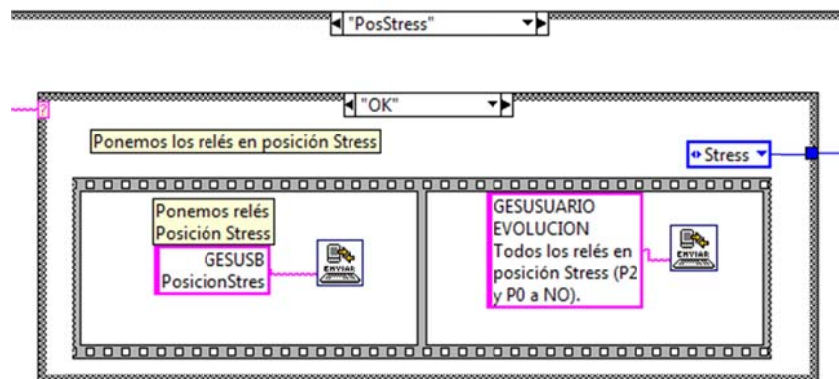 "PosStress"
"OK"
?
Ponemos los relés en posición Stress
Stress
Ponemos relé
Posición Stress
GESUSB
PosicionStres
ENVIAR
GESUSUARIO
EVOLUCION
Todos los relés en
posición Stress (P2
y P0 a NO).
ENVIAR